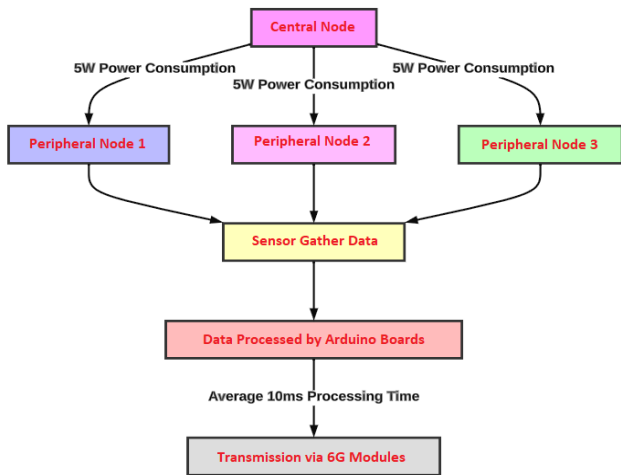 Central Node
5W Power Consumption
5W Power Consumption
5W Power Consumption
Peripheral Node 1
Peripheral Node 2
Peripheral Node 3
Sensor Gather Data
Data Processed by Arduino Boards
Average 10ms Processing Time
Transmission via 6G Modules